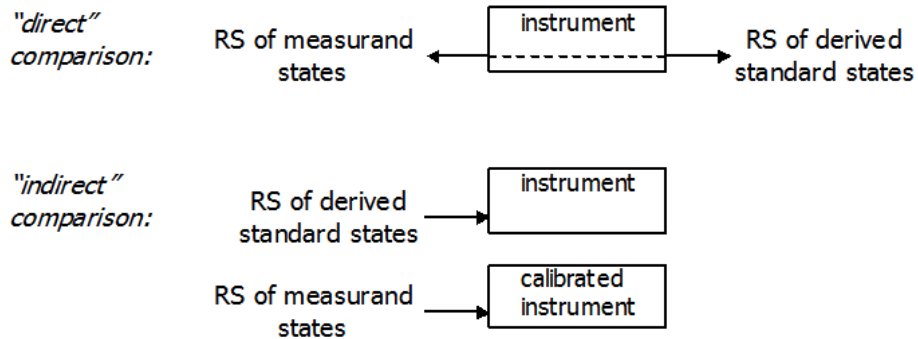 "direct"
comparison:
RS of measurand
states
instrument
RS of derived
standard states
"indirect"
comparison:
RS of derived
standard states
instrument
RS of measurand
states
calibrated
instrument